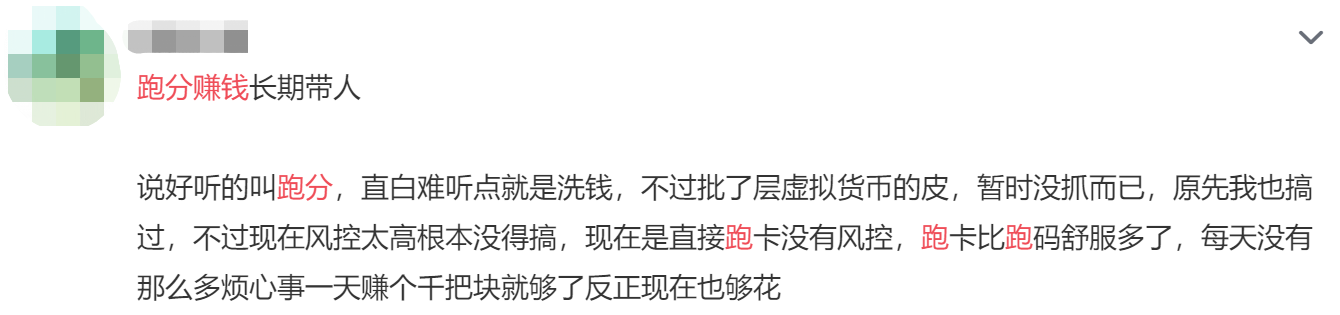 跑分赚钱长期带人
说好听的叫跑分，直白难听点就是洗钱，不过批了层虚拟货币的皮，暂时没抓而已，原先我也搞
过，不过现在风控太高根本没得搞，现在是直接跑卡没有风控，跑卡比跑码舒服多了，每天没有
那么多烦心事一天赚个千把块就够了反正现在也够花